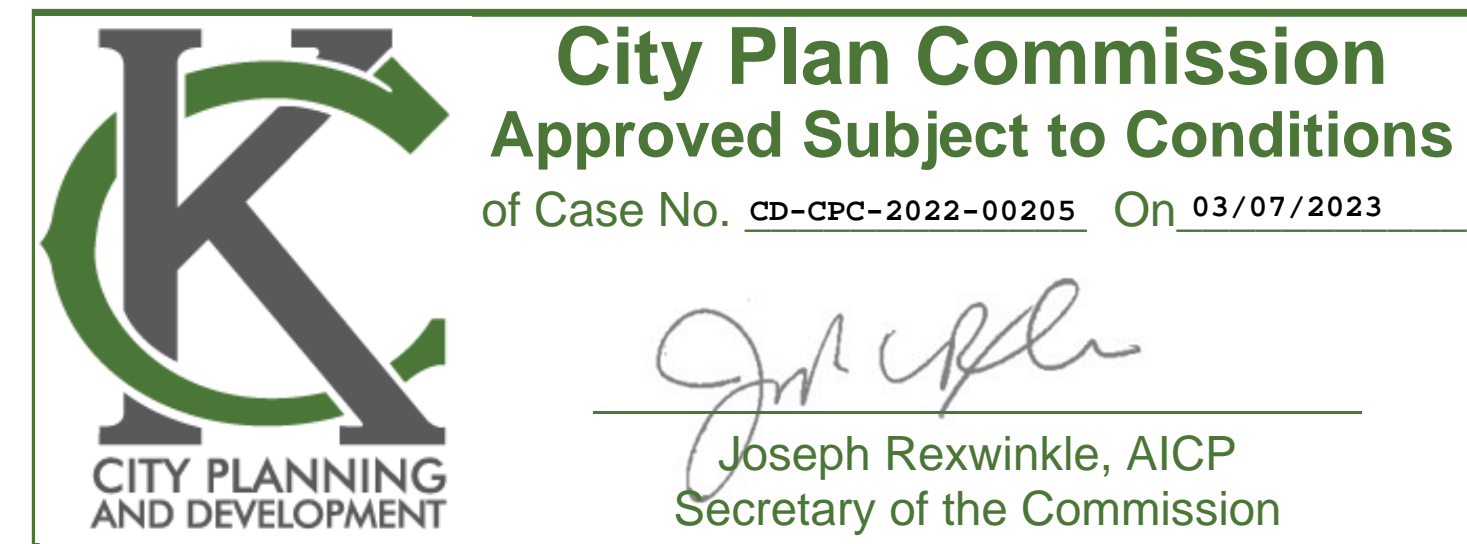 KC
CITY PLANNING
AND DEVELOPMENT
City Plan Commission
Approved Subject to Conditions
of Case No. CD-CPC-2022-00205 On 03/07/2023
Joseph Rexwinkle, AICP
Secretary of the Commission